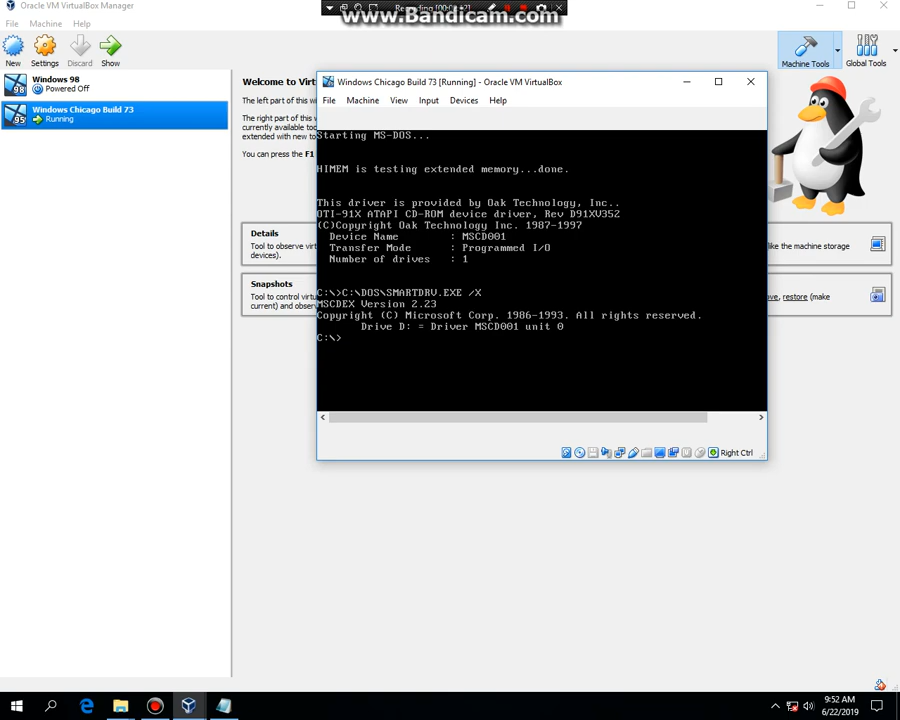 Oracle VM VirtualBox Manager
Recording
www.Bandicam.com
File Machine Help
New Settings Discard Show
Machine Tools Global Tools
Windows 98
Powered Off
Windows Chicago Build 73
Running
Welcome to Virt
The left part of this wi
The right part of this w
currently available too
extended with new to
You can press the F1
Windows Chicago Build 73 [Running] - Oracle VM VirtualBox
File Machine View Input Devices Help
Starting MS-DOS...
HIMEM is testing extended memory...done.
This driver is provided by Oak Technology, Inc..
OTI-91X ATAPI CD-ROM device driver, Rev D91XV352
(C)Copyright Oak Technology Inc. 1987-1997
Device Name : MSCD001
Transfer Mode : Programmed I/O
Number of drives : 1
C:\>C:\DOS\SMARTDRV.EXE /X
MSCDEX Version 2.23
Copyright (C) Microsoft Corp. 1986-1993. All rights reserved.
Drive D: = Driver MSCD001 unit 0
C:\>
Right Ctrl
Details
Tool to observe virtu
devices).
like the machine storage
Snapshots
Tool to control virtu
current) and observ
restore (make
9:52 AM
6/22/2019